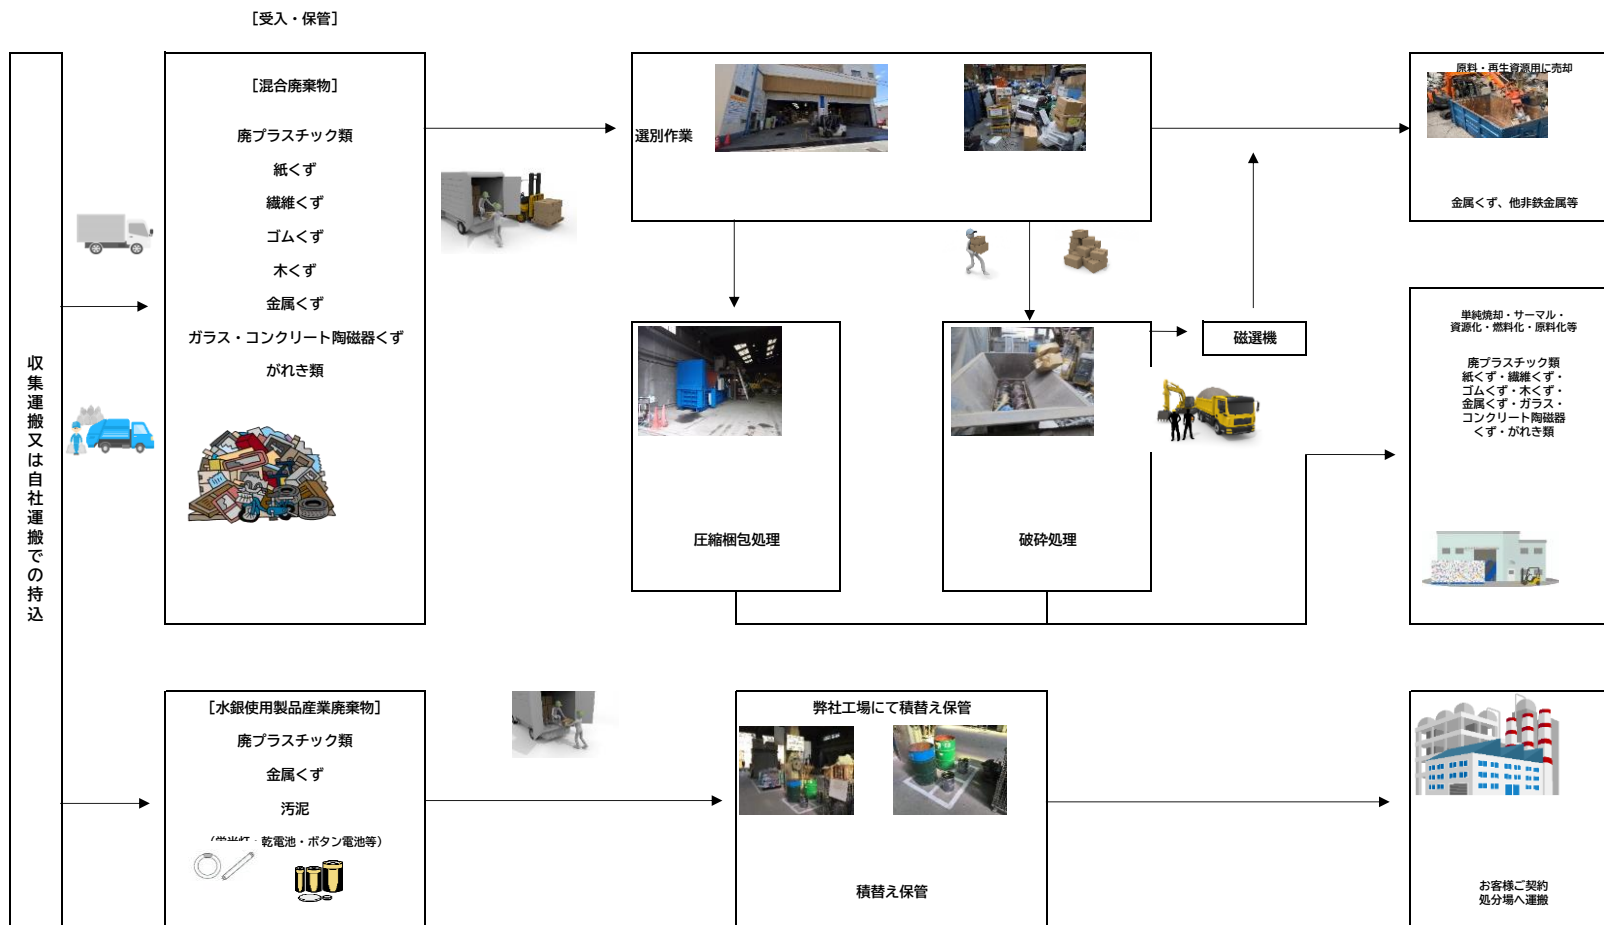 ［受入・保管］
収集運搬又は自社運搬での持込
［混合廃棄物］
廃プラスチック類
紙くず
繊維くず
ゴムくず
木くず
金属くず
ガラス・コンクリート陶磁器くず
がれき類
選別作業
原料・再生資源用に売却
金属くず、他非鉄金属等
圧縮梱包処理
破砕処理
磁選機
単純焼却・サーマル・
資源化・燃料化・原料化等
廃プラスチック類
紙くず・繊維くず・
ゴムくず・木くず・
金属くず・ガラス・
コンクリート陶磁器
くず・がれき類
［水銀使用製品産業廃棄物］
廃プラスチック類
金属くず
汚泥
（蛍光灯・乾電池・ボタン電池等）
弊社工場にて積替え保管
積替え保管
お客様ご契約
処分場へ運搬